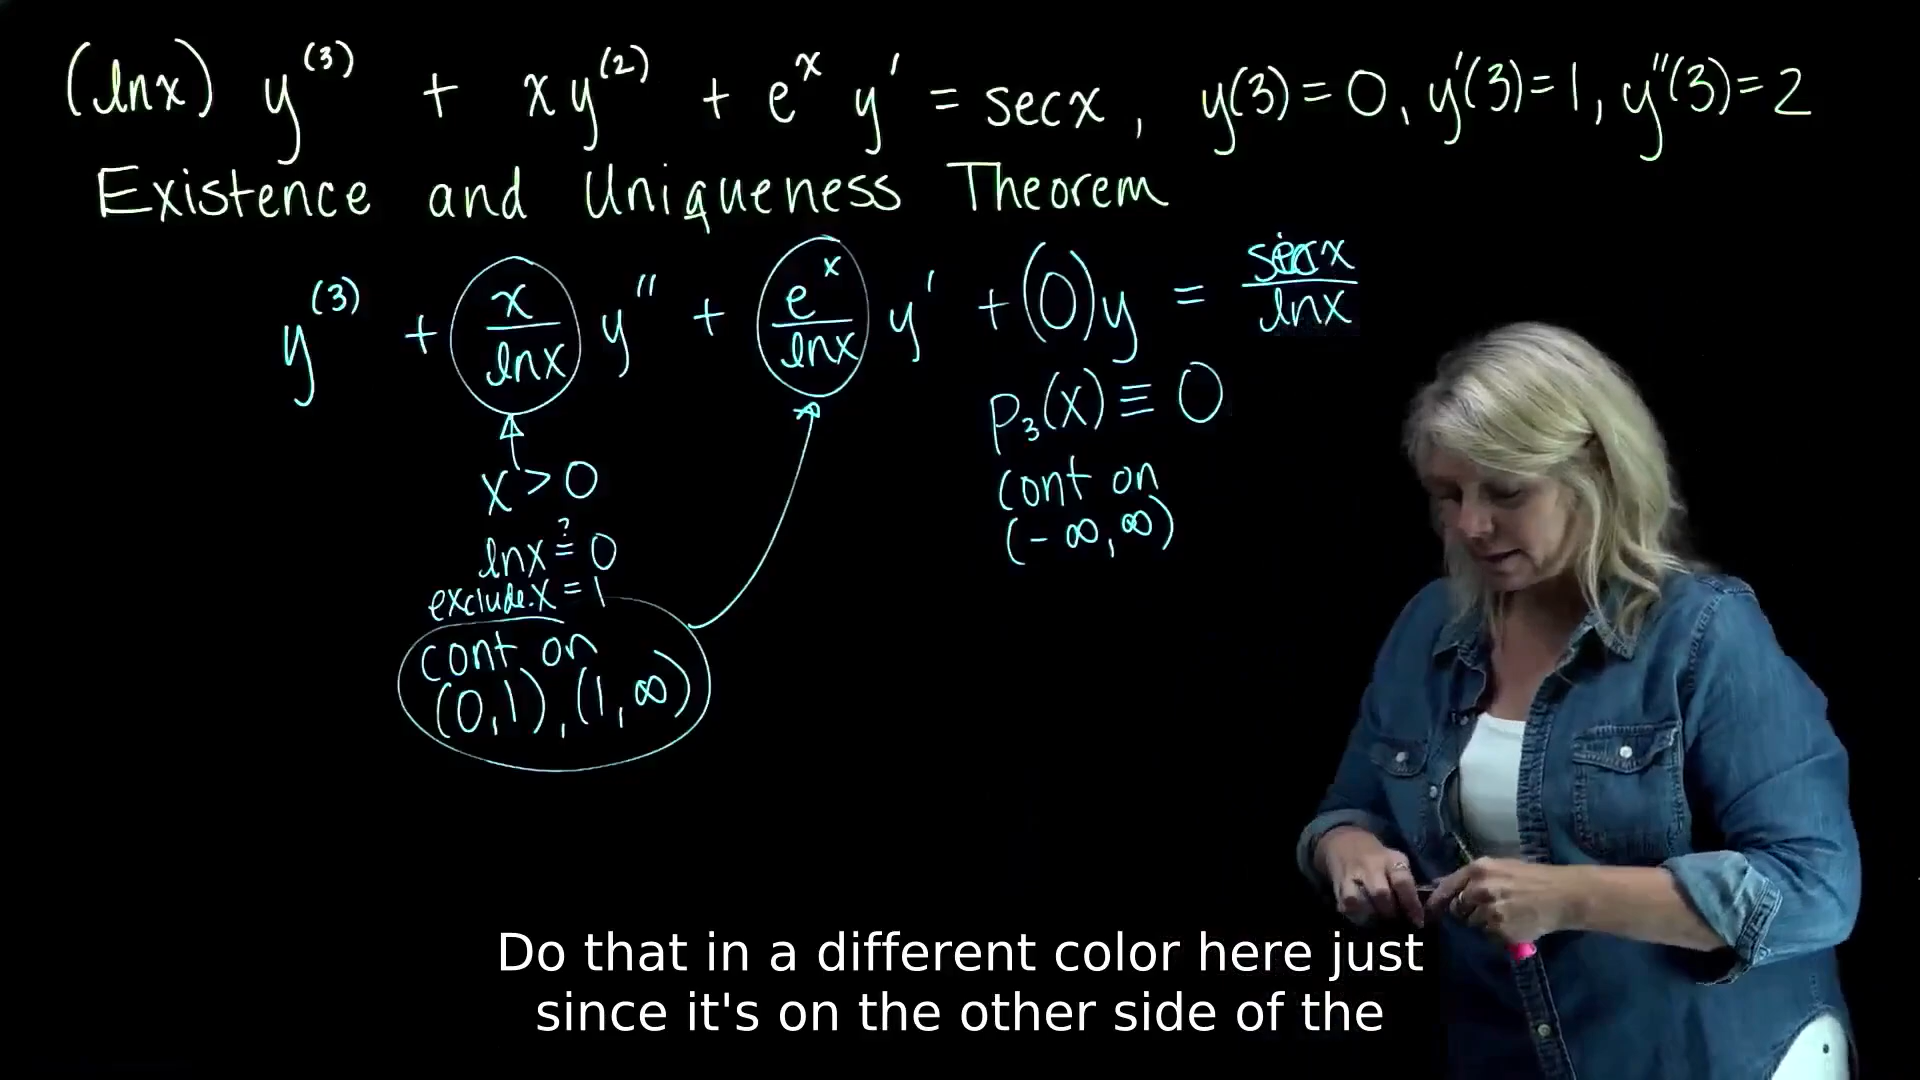 (lnx) y⁽³⁾ + xy⁽²⁾ + eˣ y′ = secx, y(3)=0, y′(3)=1, y″(3)=2
Existence and Uniqueness Theorem
y⁽³⁾ + x/lnx y″ + eˣ/lnx y′ + (0)y = secx/lnx
p₃(x) ≡ 0
cont on
(-∞,∞)
x > 0
lnx ≟ 0
exclude x = 1
cont on
(0,1), (1,∞)
Do that in a different color here just
since it's on the other side of the